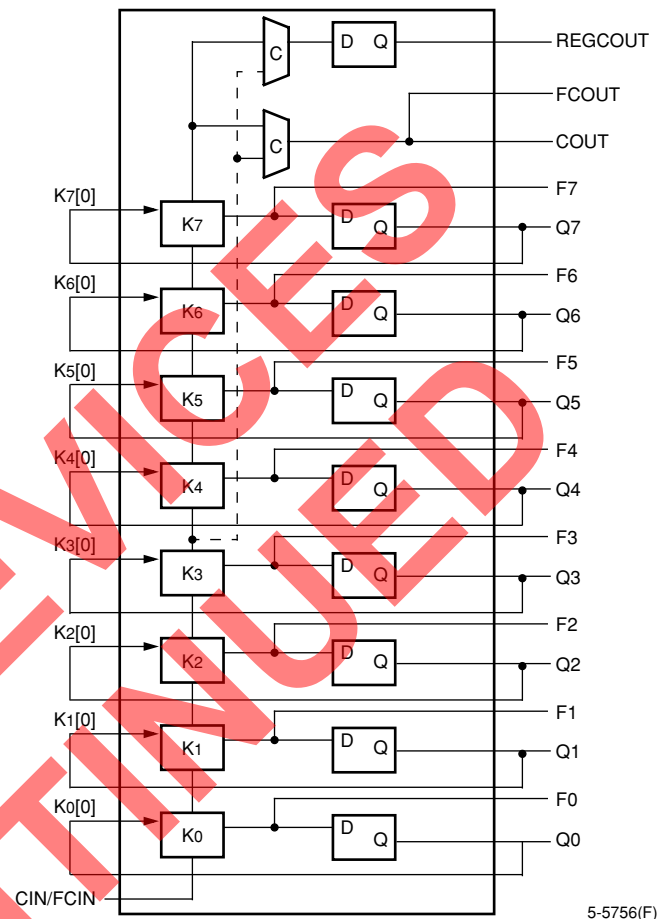 D Q REGCOUT
C
FCOUT
C COUT
F7
K7[0] K7 D Q Q7
F6
K6[0] K6 D Q Q6
F5
K5[0] K5 D Q Q5
F4
K4[0] K4 D Q Q4
F3
K3[0] K3 D Q Q3
F2
K2[0] K2 D Q Q2
F1
K1[0] K1 D Q Q1
F0
K0[0] K0 D Q Q0
CIN/FCIN
5-5756(F)